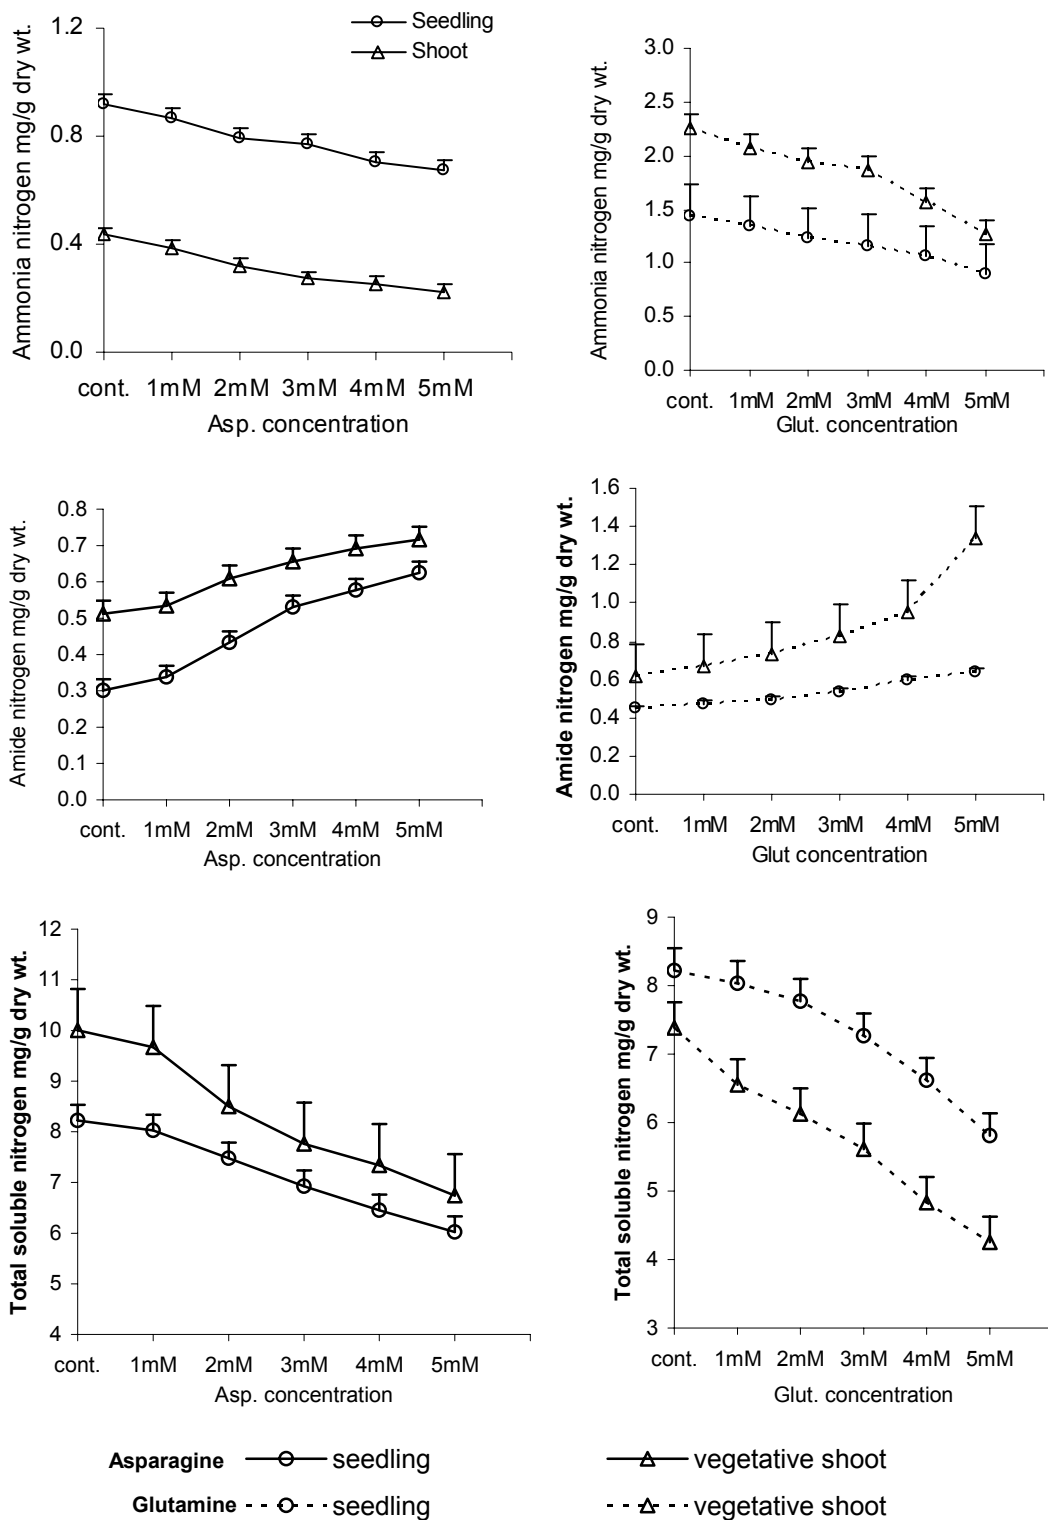 Seedling
Shoot
Ammonia nitrogen mg/g dry wt.
1.2
0.8
0.4
0.0
cont. 1mM 2mM 3mM 4mM 5mM
Asp. concentration
Ammonia nitrogen mg/g dry wt.
3.0
2.5
2.0
1.5
1.0
0.5
0.0
cont. 1mM 2mM 3mM 4mM 5mM
Glut. concentration
Amide nitrogen mg/g dry wt.
0.8
0.7
0.6
0.5
0.4
0.3
0.2
0.1
0.0
cont. 1mM 2mM 3mM 4mM 5mM
Asp. concentration
Amide nitrogen mg/g dry wt.
1.6
1.4
1.2
1.0
0.8
0.6
0.4
0.2
0.0
cont. 1mM 2mM 3mM 4mM 5mM
Glut concentration
Total soluble nitrogen mg/g dry wt.
12
11
10
9
8
7
6
5
4
cont. 1mM 2mM 3mM 4mM 5mM
Asp. concentration
Total soluble nitrogen mg/g dry wt.
9
8
7
6
5
4
3
cont. 1mM 2mM 3mM 4mM 5mM
Glut. concentration
Asparagine seedling vegetative shoot
Glutamine seedling vegetative shoot